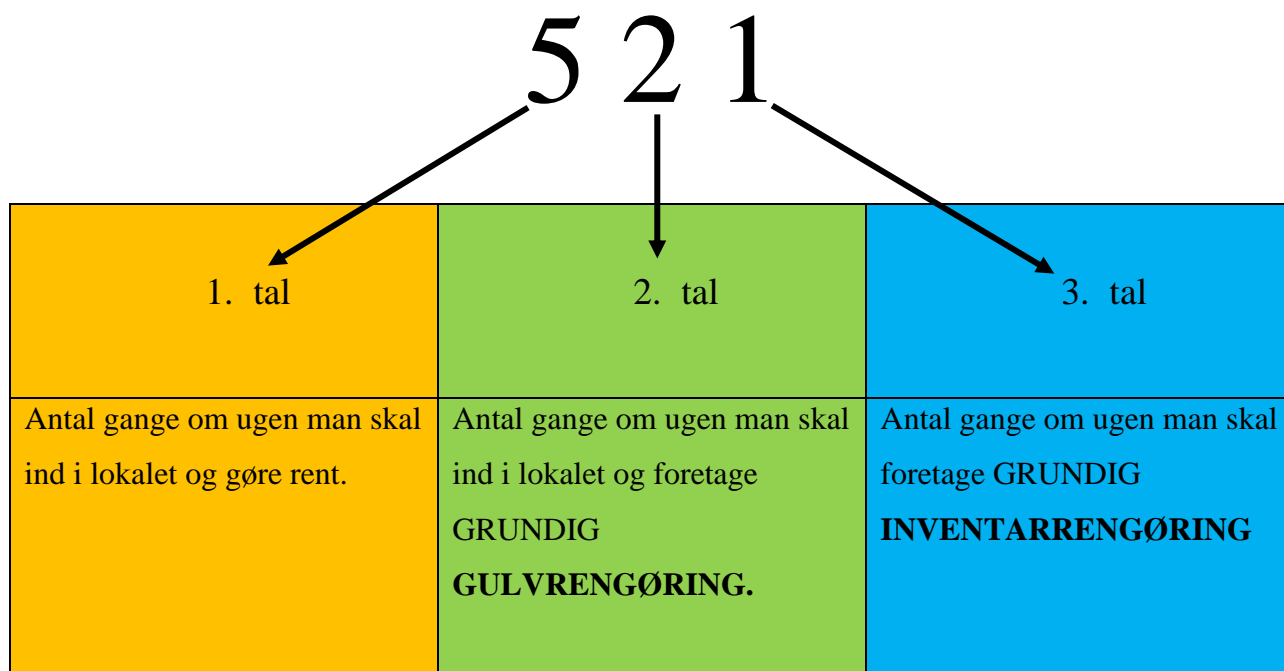 5 2 1
1. tal
2. tal
3. tal
Antal gange om ugen man skal
ind i lokalet og gøre rent.
Antal gange om ugen man skal
ind i lokalet og foretage
GRUNDIG
GULVRENGØRING.
Antal gange om ugen man skal
foretage GRUNDIG
INVENTARRENGØRING